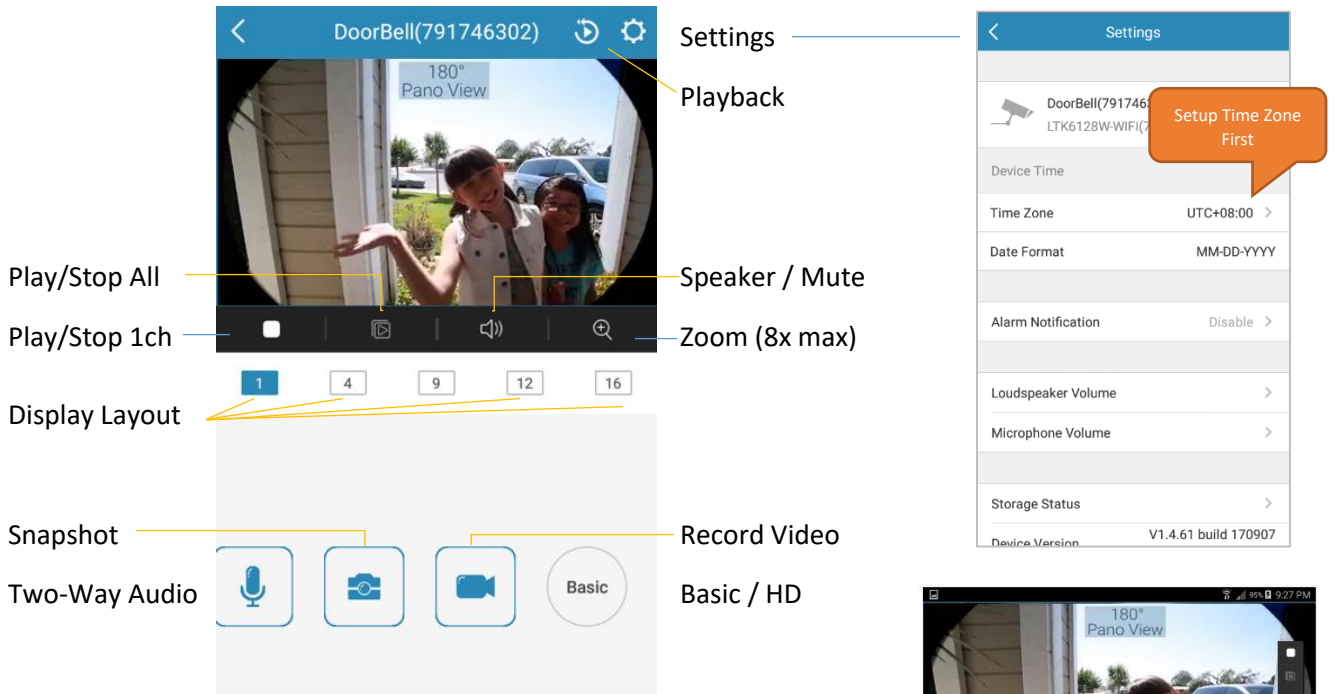 DoorBell(791746302)
180°
Pano View
Settings
Playback
Play/Stop All
Play/Stop 1ch
Speaker / Mute
Zoom (8x max)
1 4 9 12 16
Display Layout
Snapshot
Two-Way Audio
Record Video
Basic
Basic / HD
Settings
DoorBell(791746
LTK6128W-WIFI(7
Setup Time Zone
First
Device Time
Time Zone UTC+08:00
Date Format MM-DD-YYYY
Alarm Notification Disable
Loudspeaker Volume
Microphone Volume
Storage Status
Device Version V1.4.61 build 170907
95% 9:27 PM
180°
Pano View